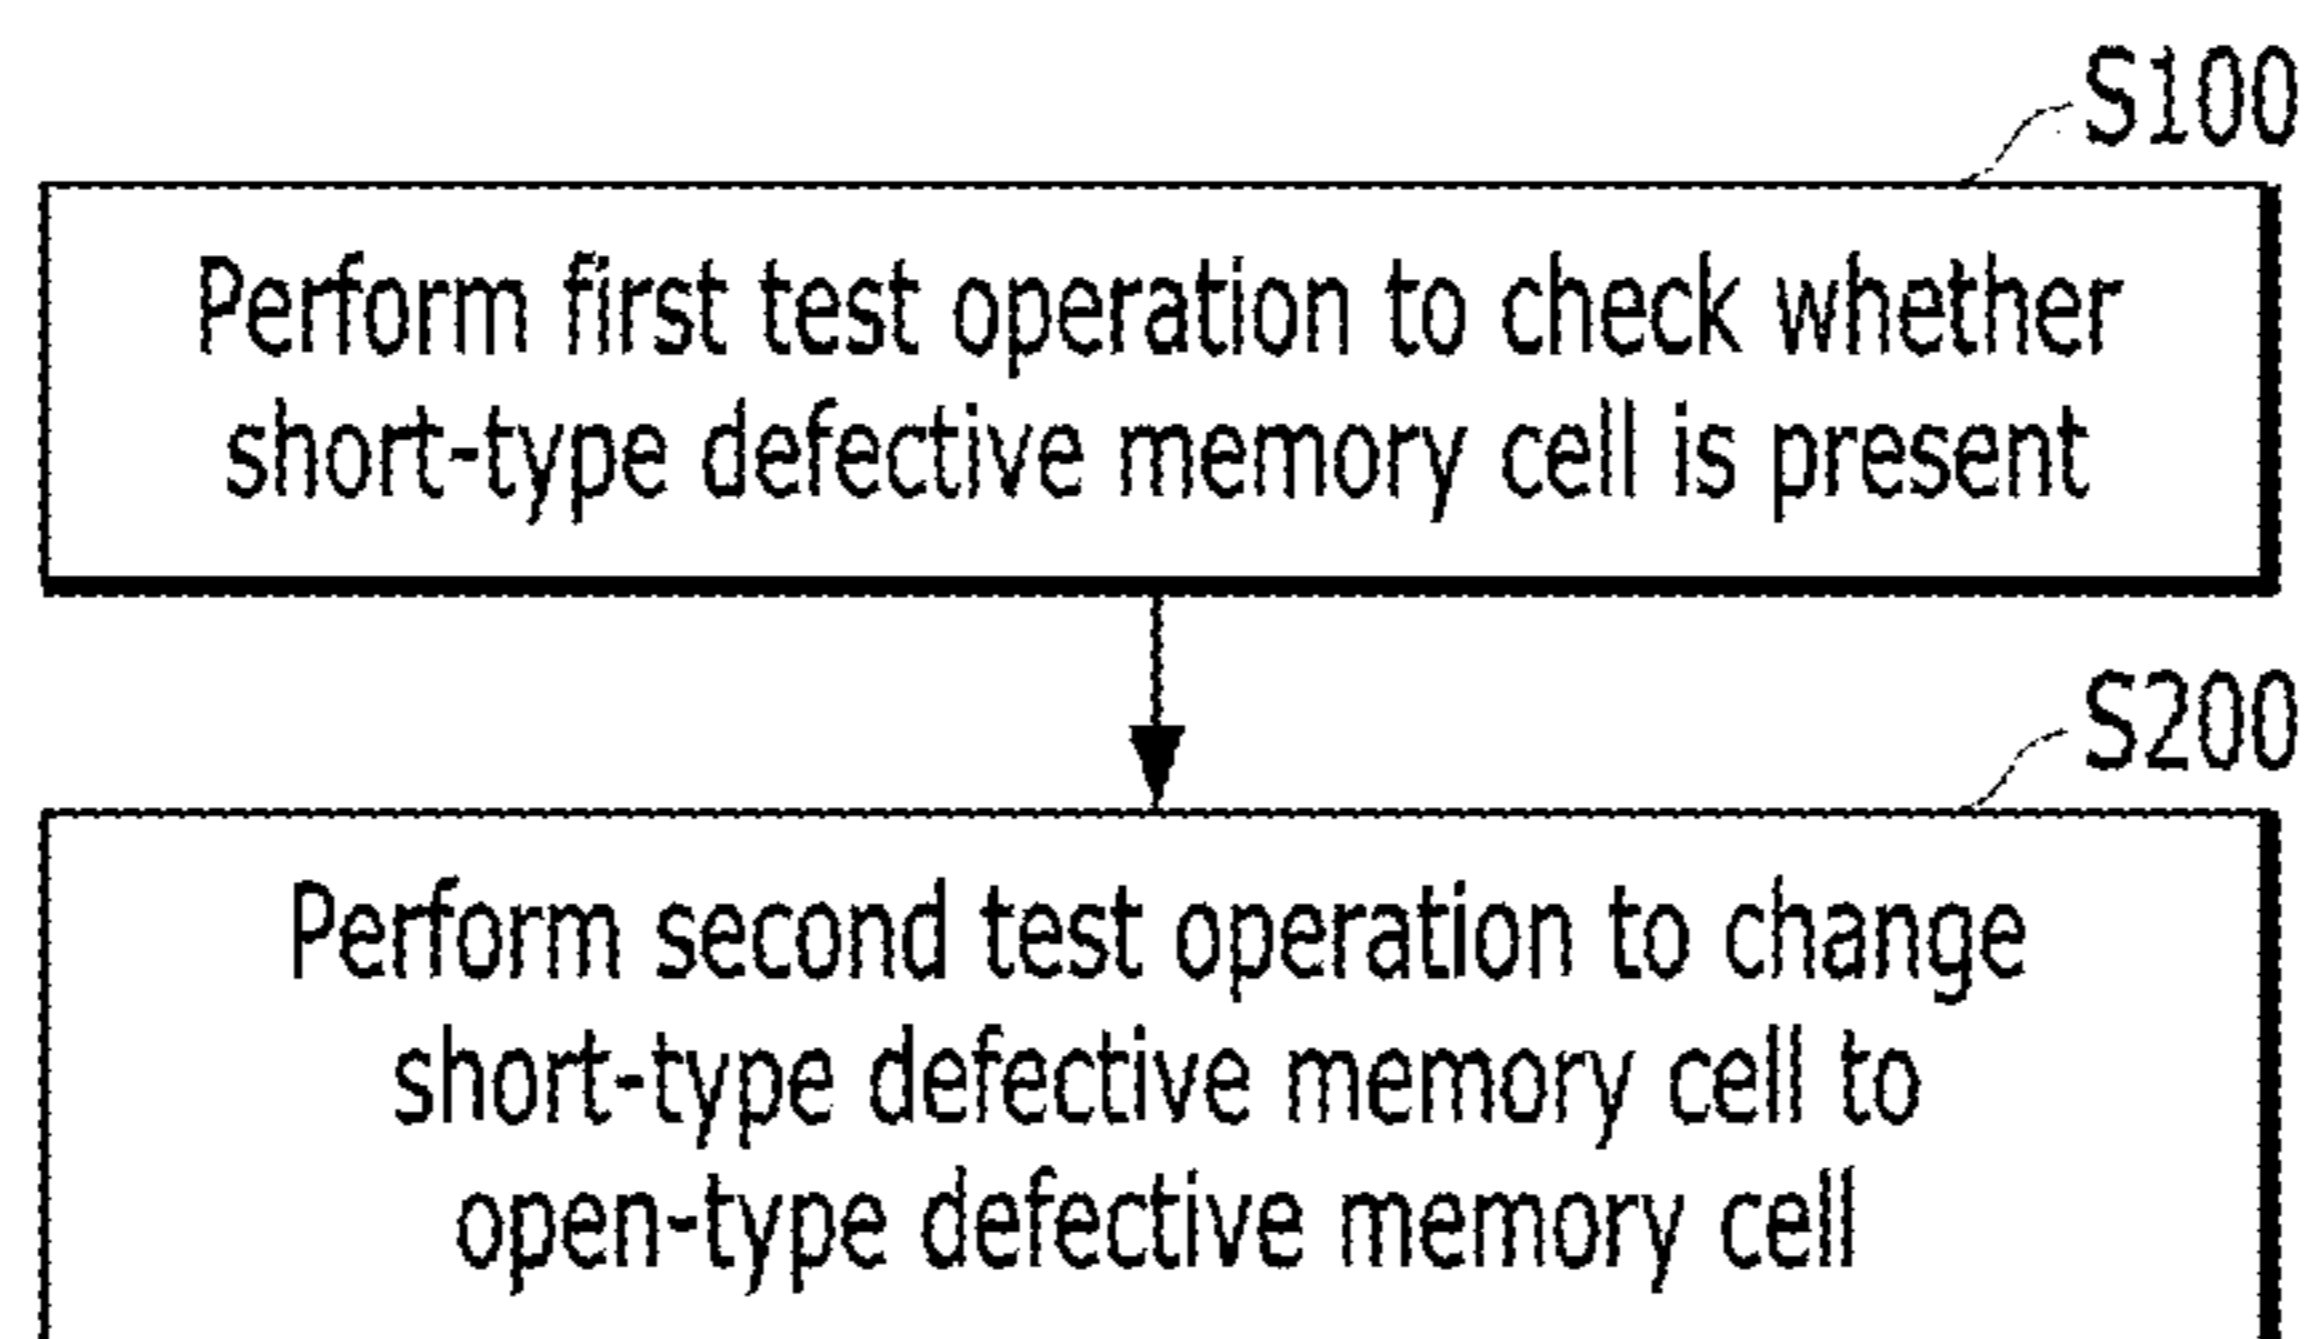 S100
Perform first test operation to check whether
short-type defective memory cell is present
S200
Perform second test operation to change
short-type defective memory cell to
open-type defective memory cell